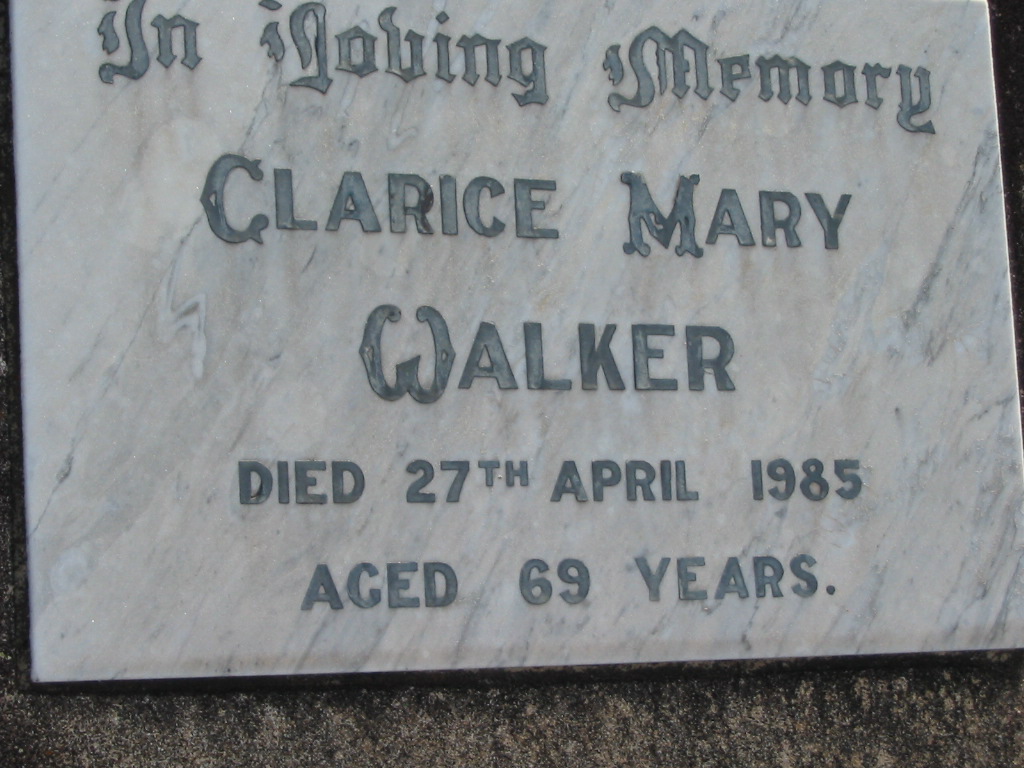 In Loving Memory
CLARICE MARY
WALKER
DIED 27TH APRIL 1985
AGED 69 YEARS.